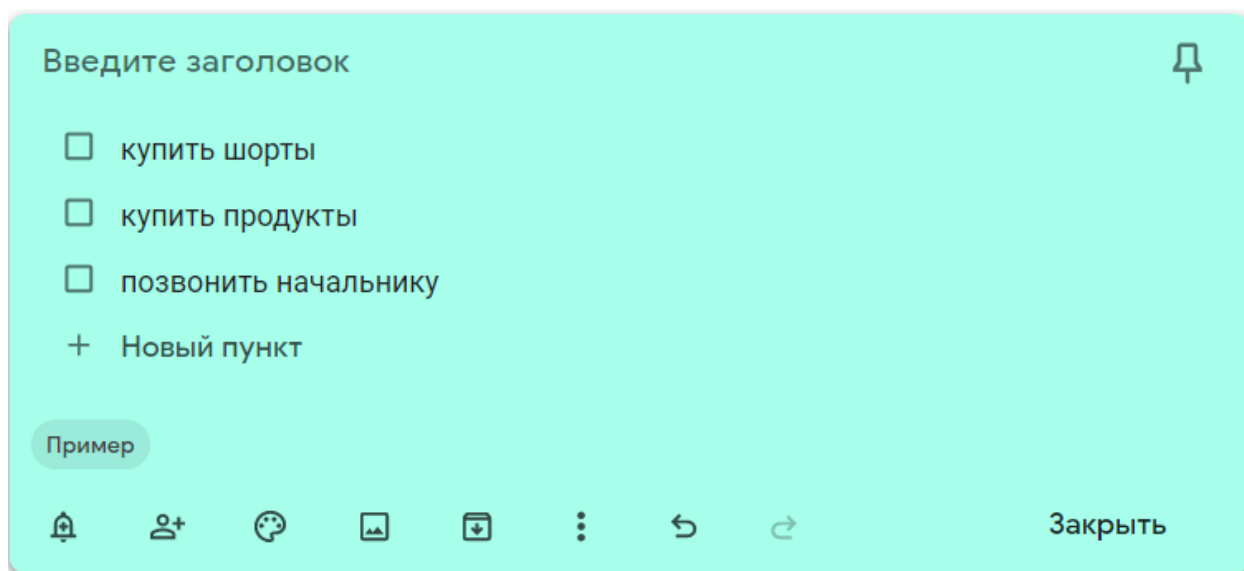 Введите заголовок
купить шорты
купить продукты
позвонить начальнику
Новый пункт
Пример
Закрыть